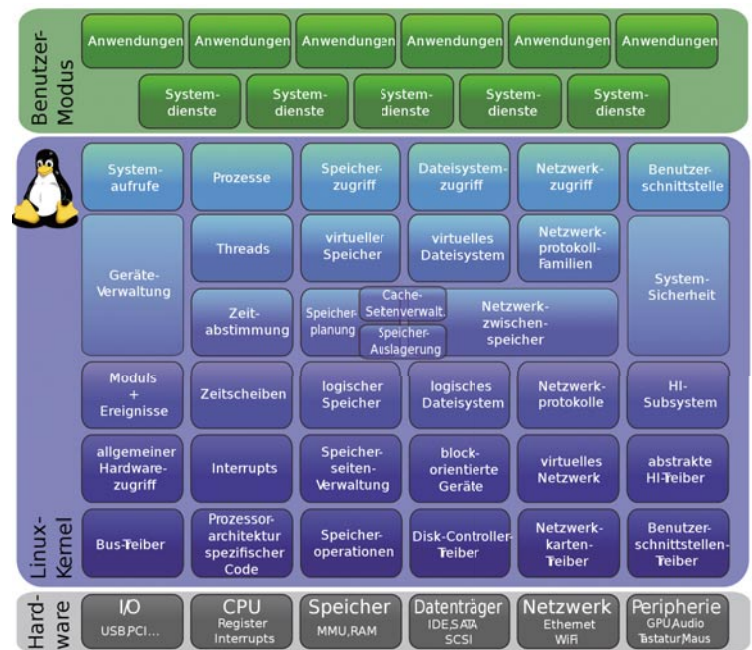 Benutzer-
Modus
Anwendungen
Anwendungen
Anwendungen
Anwendungen
Anwendungen
Anwendungen
System-
dienste
System-
dienste
System-
dienste
System-
dienste
System-
dienste
Linux-
Kernel
System-
aufrufe
Prozesse
Speicher-
zugriff
Dateisystem-
zugriff
Netzwerk-
zugriff
Benutzer-
schnittstelle
Geräte-
Verwaltung
Threads
virtueller
Speicher
virtuelles
Dateisystem
Netzwerk-
protokoll-
Familien
System-
Sicherheit
Zeit-
abstimmung
Speicher-
planung
Cache-
Seitenverwalt.
Speicher-
Auslagerung
Netzwerk-
zwischen-
speicher
Moduls
+
Ereignisse
Zeitscheiben
logischer
Speicher
logisches
Dateisystem
Netzwerk-
protokolle
HI-
Subsystem
allgemeiner
Hardware-
zugriff
Interrupts
Speicher-
seiten-
Verwaltung
block-
orientierte
Geräte
virtuelles
Netzwerk
abstrakte
HI-Treiber
Bus-Treiber
Prozessor-
architektur
spezifischer
Code
Speicher-
operationen
Disk-Controller-
Treiber
Netzwerk-
karten-
Treiber
Benutzer-
schnittstellen-
Treiber
Hard-
ware
I/O
USB,PCI...
CPU
Register
Interrupts
Speicher
MMU,RAM
Datenträger
IDE,SATA
SCSI
Netzwerk
Ethernet
WiFi
Peripherie
GPU,Audio
Tastatur,Maus